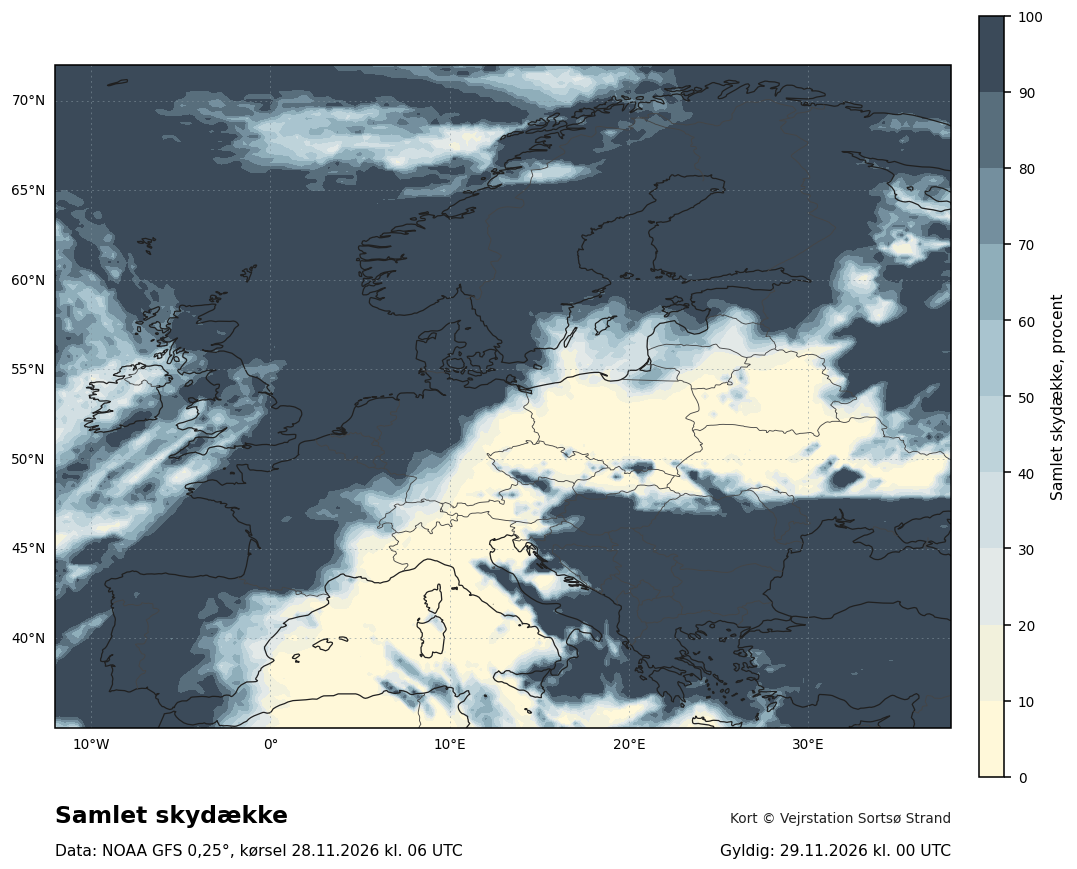 100
90
80
70
60
50
40
30
20
10
0
Samlet skydække, procent
70°N
65°N
60°N
55°N
50°N
45°N
40°N
10°W
0°
10°E
20°E
30°E
Samlet skydække
Kort © Vejrstation Sortsø Strand
Data: NOAA GFS 0,25°, kørsel 28.11.2026 kl. 06 UTC
Gyldig: 29.11.2026 kl. 00 UTC